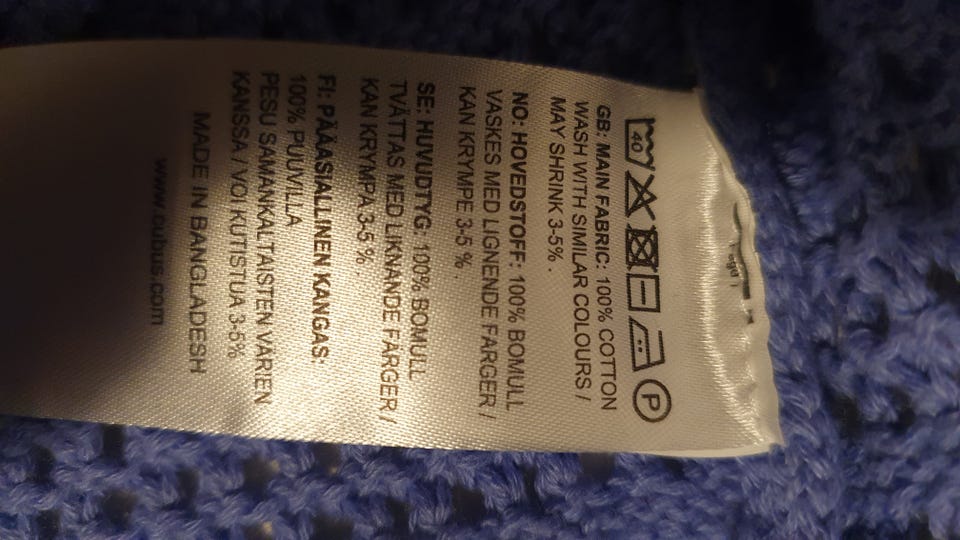 40
P
GB: MAIN FABRIC: 100% COTTON
WASH WITH SIMILAR COLOURS /
MAY SHRINK 3-5% .
NO: HOVEDSTOFF: 100% BOMULL
VASKES MED LIGNENDE FARGER /
KAN KRYMPE 3-5 % .
SE: HUVUDTYG: 100% BOMULL
TVÄTTAS MED LIKNANDE FÄRGER /
KAN KRYMPA 3-5 % .
FI: PÄÄASIALLINEN KANGAS:
100% PUUVILLA
PESU SAMANKALTAISTEN VÄRIEN
KANSSA / VOI KUTISTUA 3-5%
MADE IN BANGLADESH
www.cubus.com